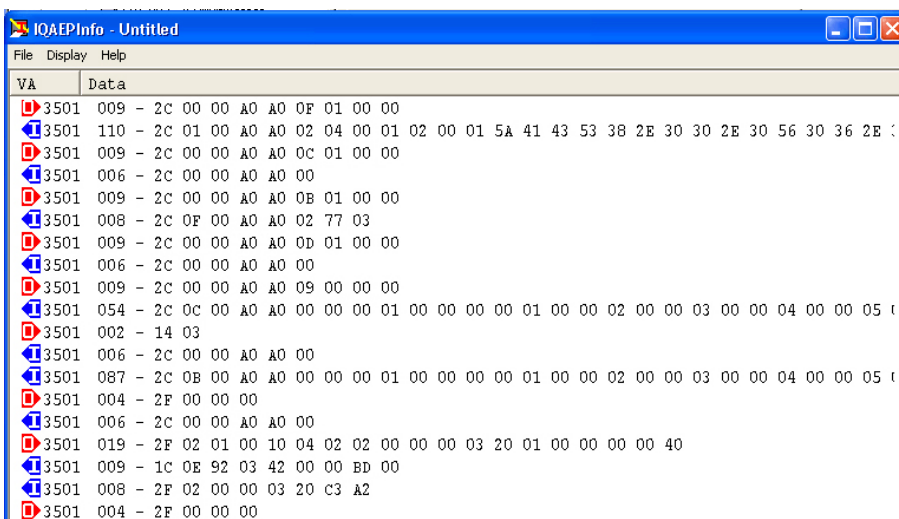 IQAEPInfo - Untitled
File Display Help
VA Data
3501 009 - 2C 00 00 A0 A0 0F 01 00 00
3501 110 - 2C 01 00 A0 A0 02 04 00 01 02 00 01 5A 41 43 53 38 2E 30 30 2E 30 56 30 36 2E
3501 009 - 2C 00 00 A0 A0 0C 01 00 00
3501 006 - 2C 00 00 A0 A0 00
3501 009 - 2C 00 00 A0 A0 0B 01 00 00
3501 008 - 2C 0F 00 A0 A0 02 77 03
3501 009 - 2C 00 00 A0 A0 0D 01 00 00
3501 006 - 2C 00 00 A0 A0 00
3501 009 - 2C 00 00 A0 A0 09 00 00 00
3501 054 - 2C 0C 00 A0 A0 00 00 00 01 00 00 00 00 01 00 00 02 00 00 03 00 00 04 00 00 05
3501 002 - 14 03
3501 006 - 2C 00 00 A0 A0 00
3501 087 - 2C 0B 00 A0 A0 00 00 00 01 00 00 00 00 01 00 00 02 00 00 03 00 00 04 00 00 05
3501 004 - 2F 00 00 00
3501 006 - 2C 00 00 A0 A0 00
3501 019 - 2F 02 01 00 10 04 02 02 00 00 00 03 20 01 00 00 00 00 40
3501 009 - 1C 0E 92 03 42 00 00 BD 00
3501 008 - 2F 02 00 00 03 20 C3 A2
3501 004 - 2F 00 00 00